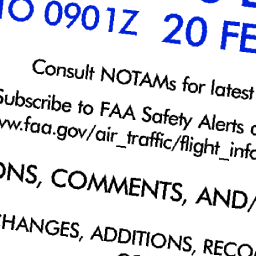 TO 0901Z 20 FE
Consult NOTAMs for latest
Subscribe to FAA Safety Alerts
www.faa.gov/air_traffic/flight_info
ONS, COMMENTS, AND/
CHANGES, ADDITIONS, RECO